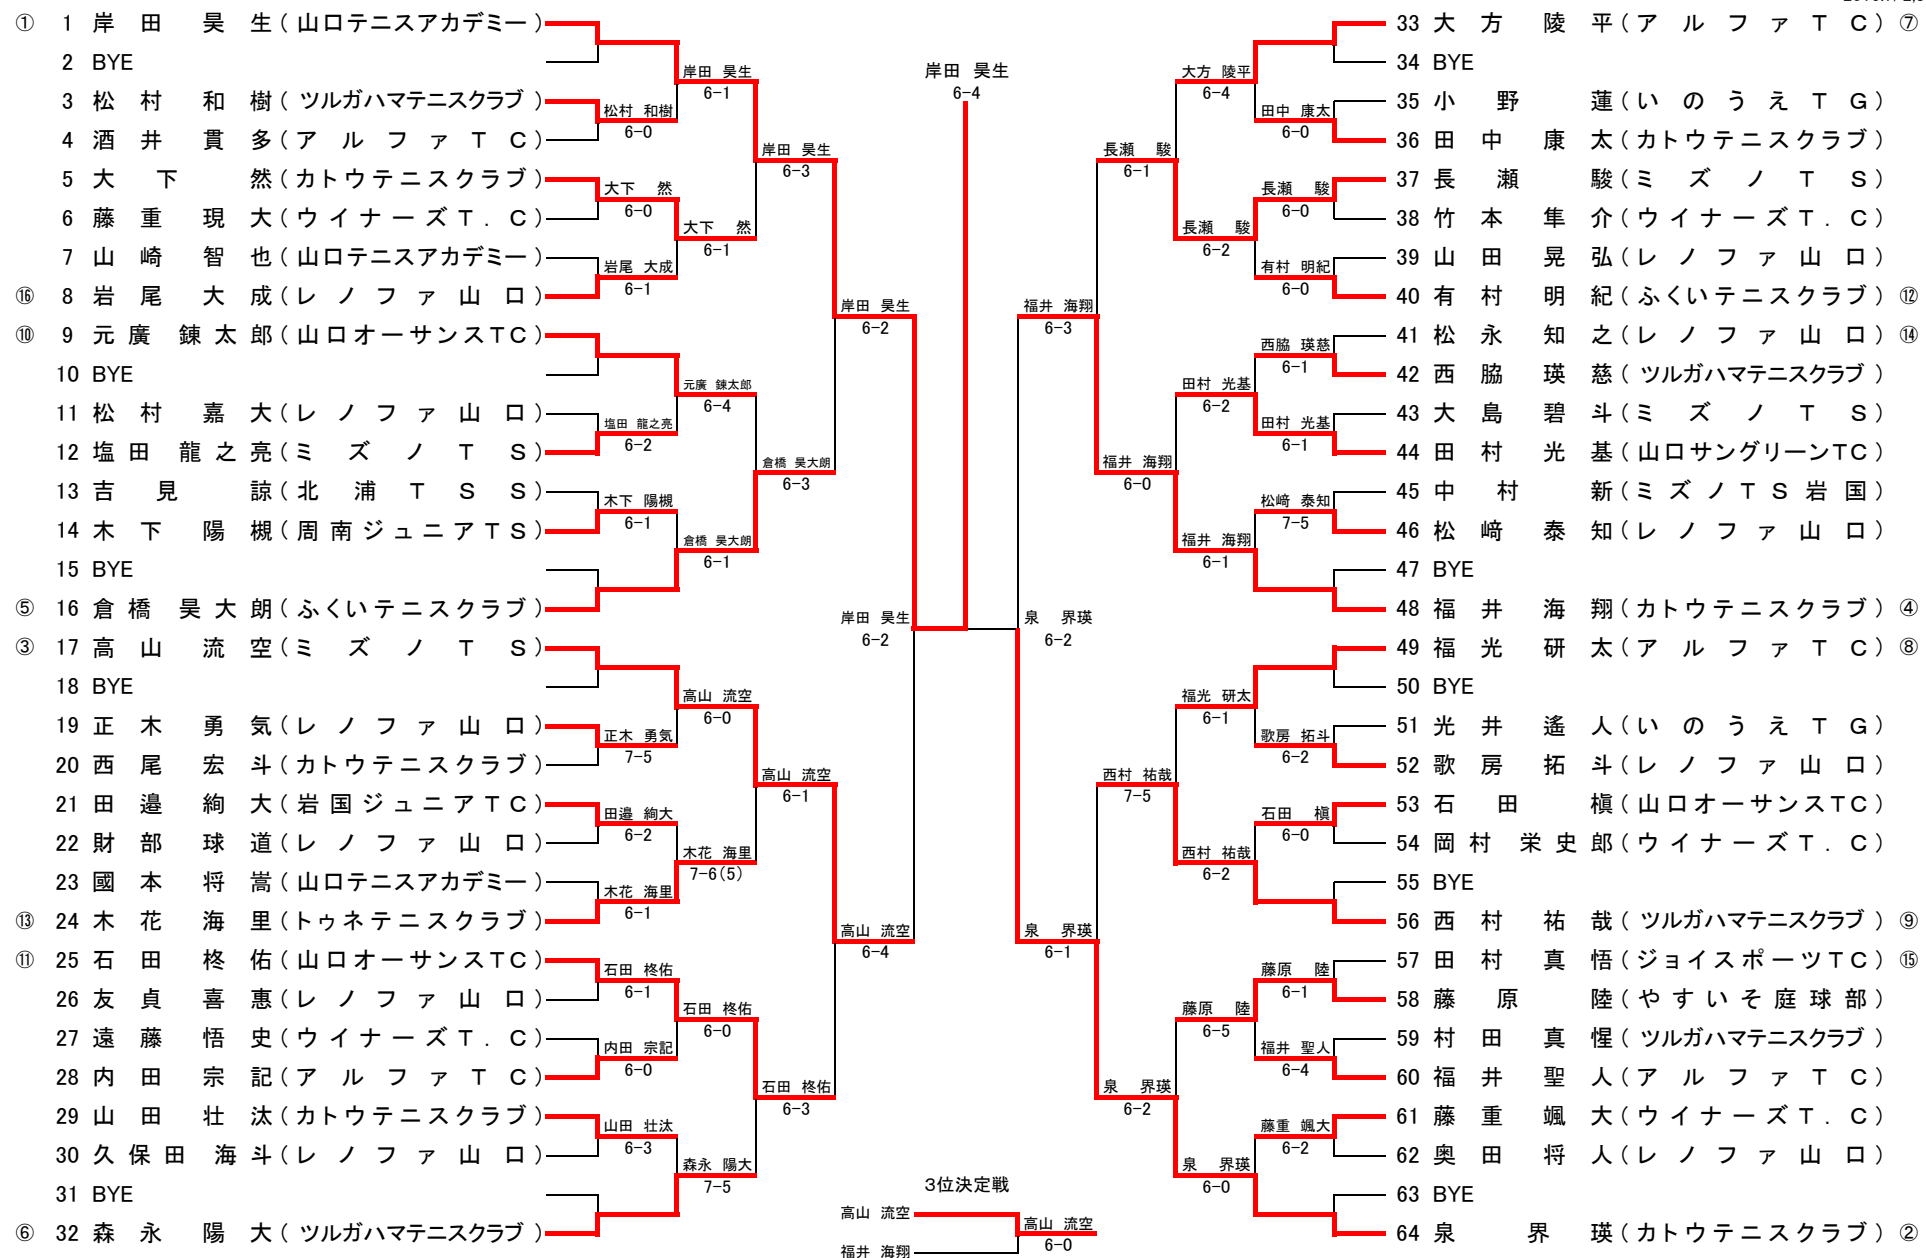 ① 1 岸田 昊生(山口テニスアカデミー)
2 BYE
3 松村 和樹(ツルガハマテニスクラブ)
4 酒井 貫多(アルファTC)
5 大下 然(カトウテニスクラブ)
6 藤重 現大(ウイナーズT.C)
7 山崎 智也(山口テニスアカデミー)
⑯ 8 岩尾 大成(レノファ山口)
⑩ 9 元廣 錬太郎(山口オーサンスTC)
10 BYE
11 松村 嘉大(レノファ山口)
12 塩田 龍之亮(ミズノTS)
13 吉見 諒(北浦TSS)
14 木下 陽槻(周南ジュニアTS)
15 BYE
⑤ 16 倉橋 昊大朗(ふくいテニスクラブ)
③ 17 高山 流空(ミズノTS)
18 BYE
19 正木 勇気(レノファ山口)
20 西尾 宏斗(カトウテニスクラブ)
21 田邉 絢大(岩国ジュニアTC)
22 財部 球道(レノファ山口)
23 國本 将嵩(山口テニスアカデミー)
⑬ 24 木花 海里(トゥネテニスクラブ)
⑪ 25 石田 柊佑(山口オーサンスTC)
26 友貞 喜惠(レノファ山口)
27 遠藤 悟史(ウイナーズT.C)
28 内田 宗記(アルファTC)
29 山田 壮汰(カトウテニスクラブ)
30 久保田 海斗(レノファ山口)
31 BYE
⑥ 32 森永 陽大(ツルガハマテニスクラブ)
松村 和樹
6-0
大下 然
6-0
岩尾 大成
6-1
塩田 龍之亮
6-2
木下 陽槻
6-1
正木 勇気
7-5
田邉 絢大
6-2
木花 海里
6-1
石田 柊佑
6-1
内田 宗記
6-0
山田 壮汰
6-3
岸田 昊生
6-1
大下 然
6-1
元廣 錬太郎
6-4
倉橋 昊大朗
6-1
高山 流空
6-0
木花 海里
7-6(5)
石田 柊佑
6-0
森永 陽大
7-5
岸田 昊生
6-3
倉橋 昊大朗
6-3
高山 流空
6-1
石田 柊佑
6-3
岸田 昊生
6-2
高山 流空
6-4
岸田 昊生
6-2
岸田 昊生
6-4
泉 界瑛
6-2
福井 海翔
6-3
泉 界瑛
6-1
長瀬 駿
6-1
福井 海翔
6-0
西村 祐哉
7-5
泉 界瑛
6-2
大方 陵平
6-4
長瀬 駿
6-2
田村 光基
6-2
福井 海翔
6-1
福光 研太
6-1
西村 祐哉
6-2
藤原 陸
6-5
泉 界瑛
6-0
田中 康太
6-0
長瀬 駿
6-0
有村 明紀
6-0
西脇 瑛慈
6-1
田村 光基
6-1
松﨑 泰知
7-5
歌房 拓斗
6-2
石田 槇
6-0
藤原 陸
6-1
福井 聖人
6-4
藤重 颯大
6-2
33 大方 陵平(アルファTC) ⑦
34 BYE
35 小野 蓮(いのうえTG)
36 田中 康太(カトウテニスクラブ)
37 長瀬 駿(ミズノTS)
38 竹本 隼介(ウイナーズT.C)
39 山田 晃弘(レノファ山口)
40 有村 明紀(ふくいテニスクラブ) ⑫
41 松永 知之(レノファ山口) ⑭
42 西脇 瑛慈(ツルガハマテニスクラブ)
43 大島 碧斗(ミズノTS)
44 田村 光基(山口サングリーンTC)
45 中村 新(ミズノTS岩国)
46 松﨑 泰知(レノファ山口)
47 BYE
48 福井 海翔(カトウテニスクラブ) ④
49 福光 研太(アルファTC) ⑧
50 BYE
51 光井 遙人(いのうえTG)
52 歌房 拓斗(レノファ山口)
53 石田 槇(山口オーサンスTC)
54 岡村 栄史郎(ウイナーズT.C)
55 BYE
56 西村 祐哉(ツルガハマテニスクラブ) ⑨
57 田村 真悟(ジョイスポーツTC) ⑮
58 藤原 陸(やすいそ庭球部)
59 村田 真惺(ツルガハマテニスクラブ)
60 福井 聖人(アルファTC)
61 藤重 颯大(ウイナーズT.C)
62 奥田 将人(レノファ山口)
63 BYE
64 泉 界瑛(カトウテニスクラブ) ②
3位決定戦
高山 流空
福井 海翔
高山 流空
6-0